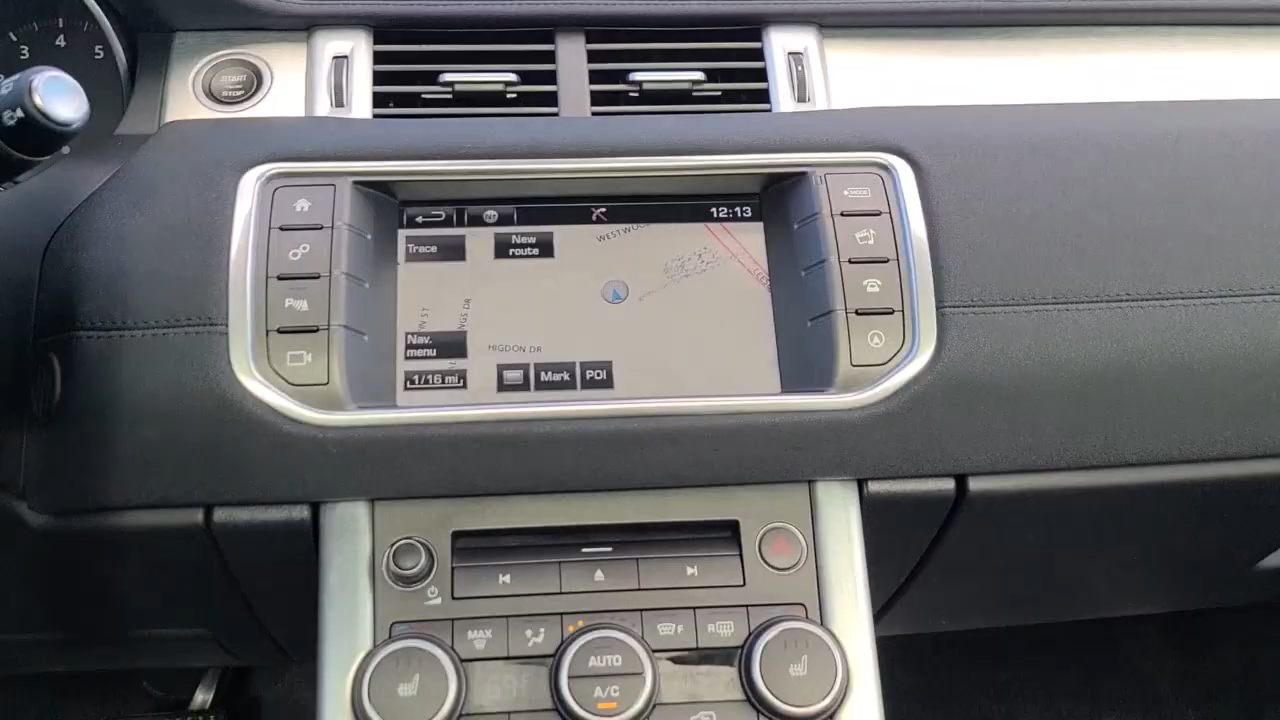 3 4 5
START
STOP
MODE
12:13
Trace
New
route
HIGDON DR
Nav.
menu
1/16 mi
Mark
POI
MAX
F
R
AUTO
A/C